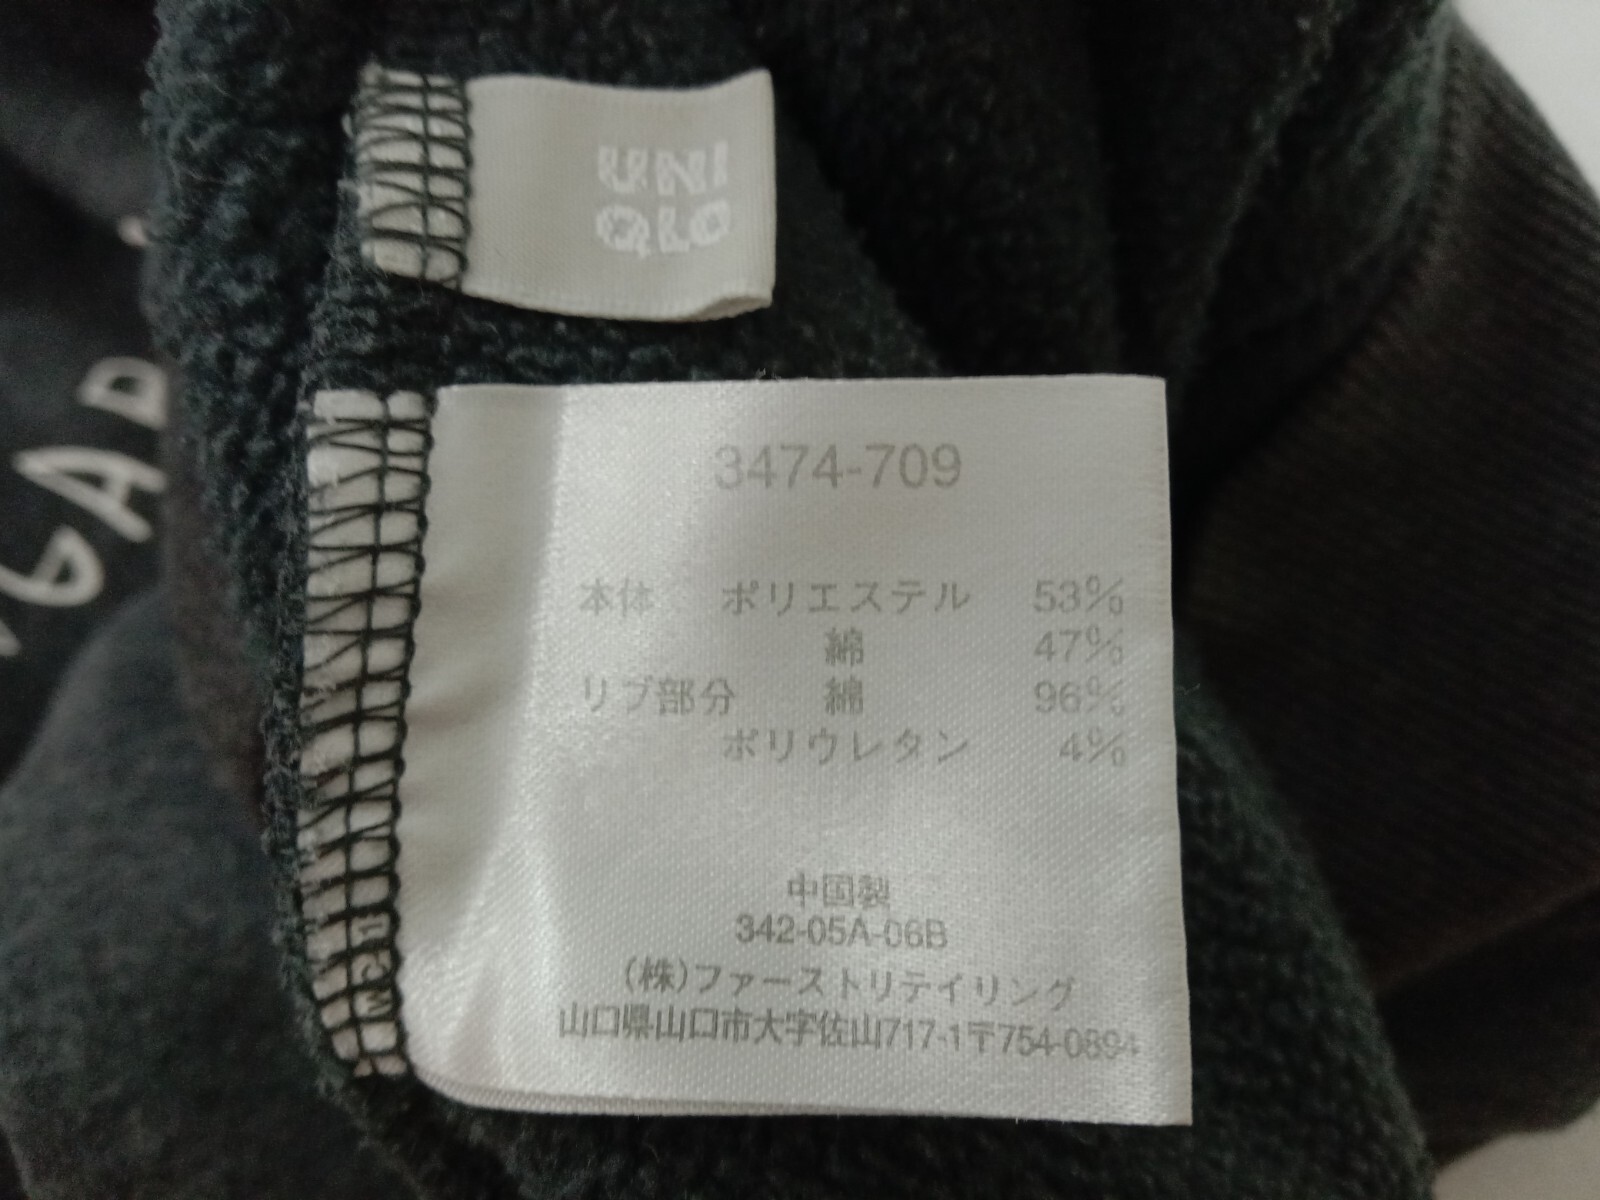 UNI
QLO
3474-709
本体 ポリエステル 53%
綿 47%
リブ部分 綿 96%
ポリウレタン 4%
中国製
342-05A-06B
(株)ファーストリテイリング
山口県山口市大字佐山717-1〒754-0894